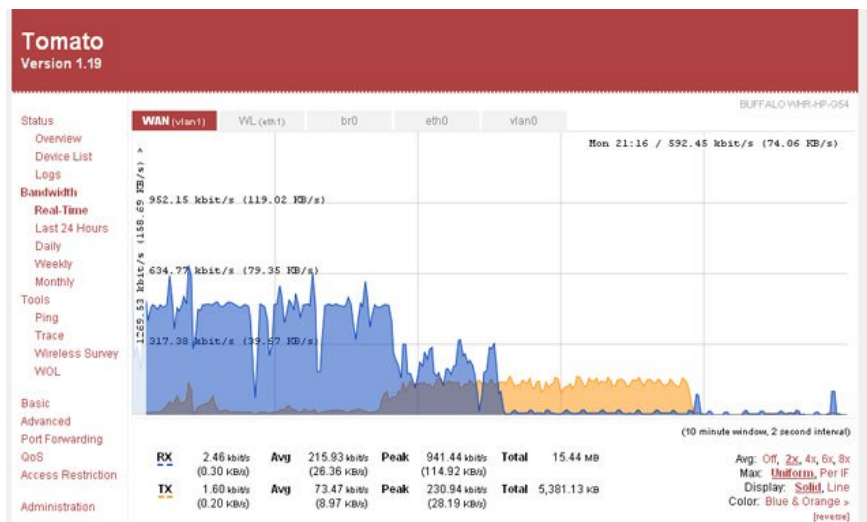 Tomato
Version 1.19
BUFFALO WHR-HP-G54
Status
Overview
Device List
Logs
Bandwidth
Real-Time
Last 24 Hours
Daily
Weekly
Monthly
Tools
Ping
Trace
Wireless Survey
WOL
Basic
Advanced
Port Forwarding
QoS
Access Restriction
Administration
WAN (vlan1) WL (eth1) br0 eth0 vlan0
Mon 21:16 / 592.45 kbit/s (74.06 KB/s)
1269.53 kbit/s (158.69 KB/s) >
952.15 kbit/s (119.02 KB/s)
634.77 kbit/s (79.35 KB/s)
317.38 kbit/s (39.67 KB/s)
(10 minute window, 2 second interval)
RX 2.46 kbit/s Avg 215.93 kbit/s Peak 941.44 kbit/s Total 15.44 MB
(0.30 KB/s) (26.36 KB/s) (114.92 KB/s)
TX 1.60 kbit/s Avg 73.47 kbit/s Peak 230.94 kbit/s Total 5,381.13 KB
(0.20 KB/s) (8.97 KB/s) (28.19 KB/s)
Avg: Off, 2x, 4x, 6x, 8x
Max: Uniform, Per IF
Display: Solid, Line
Color: Blue & Orange »
[reverse]